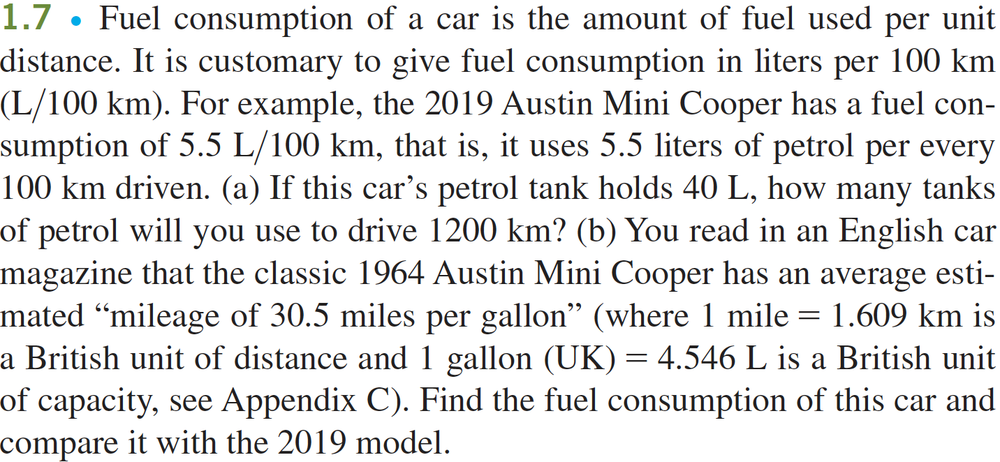 1.7 • Fuel consumption of a car is the amount of fuel used per unit
distance. It is customary to give fuel consumption in liters per 100 km
(L/100 km). For example, the 2019 Austin Mini Cooper has a fuel con-
sumption of 5.5 L/100 km, that is, it uses 5.5 liters of petrol per every
100 km driven. (a) If this car’s petrol tank holds 40 L, how many tanks
of petrol will you use to drive 1200 km? (b) You read in an English car
magazine that the classic 1964 Austin Mini Cooper has an average esti-
mated “mileage of 30.5 miles per gallon” (where 1 mile = 1.609 km is
a British unit of distance and 1 gallon (UK) = 4.546 L is a British unit
of capacity, see Appendix C). Find the fuel consumption of this car and
compare it with the 2019 model.